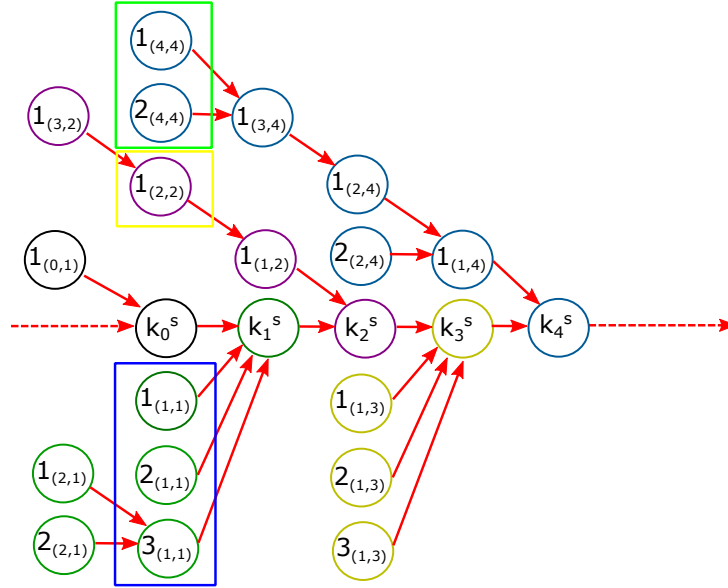 1(4,4)
1(3,2) 2(4,4) 1(3,4)
1(2,2) 1(2,4)
1(0,1) 1(1,2) 2(2,4) 1(1,4)
k0s k1s k2s k3s k4s
1(1,1) 1(1,3)
1(2,1) 2(1,1) 2(1,3)
2(2,1) 3(1,1) 3(1,3)